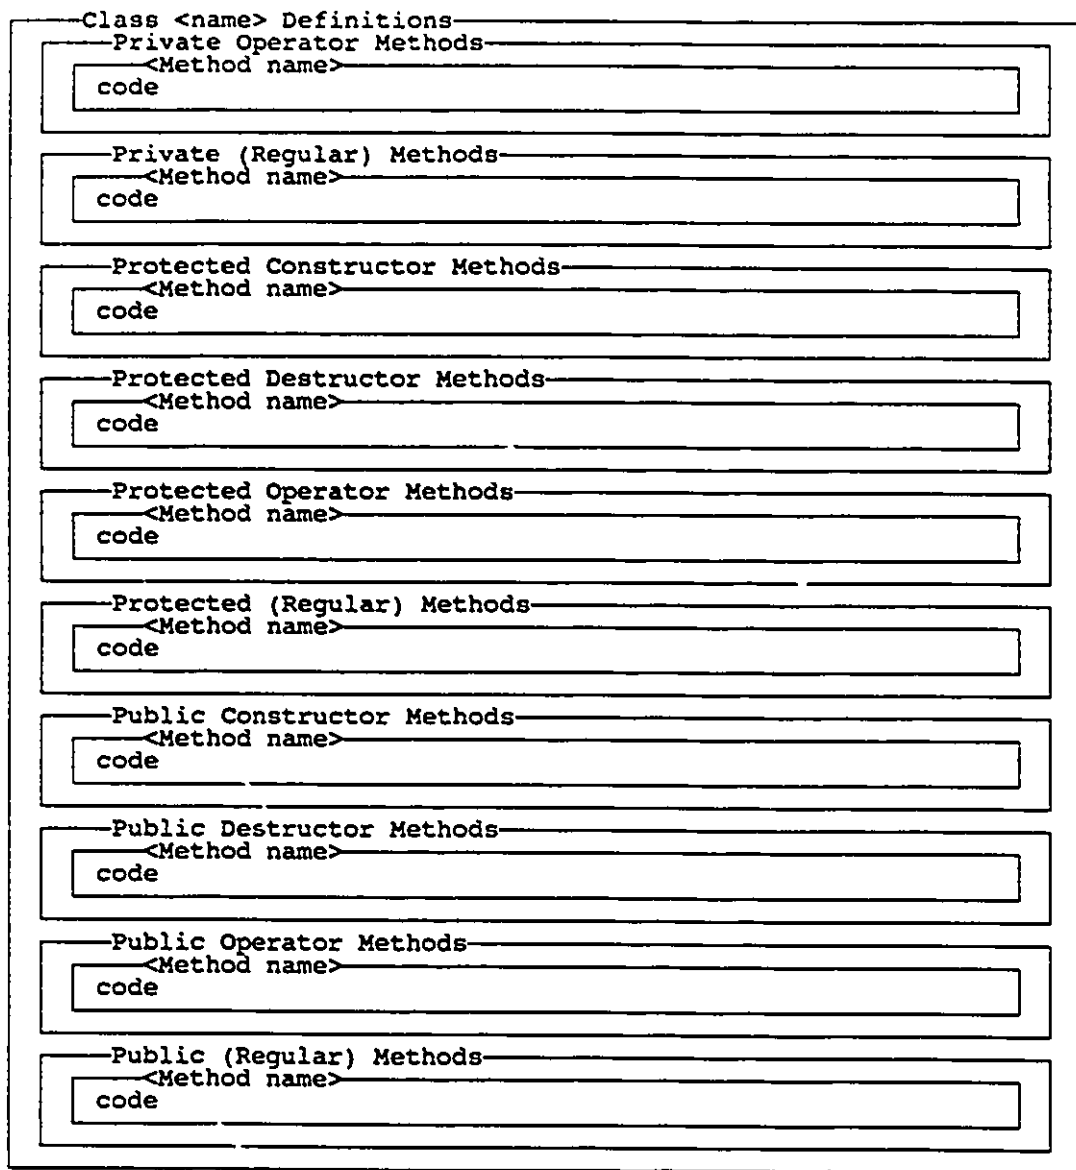 Class <name> Definitions
Private Operator Methods
<Method name>
code
Private (Regular) Methods
<Method name>
code
Protected Constructor Methods
<Method name>
code
Protected Destructor Methods
<Method name>
code
Protected Operator Methods
<Method name>
code
Protected (Regular) Methods
<Method name>
code
Public Constructor Methods
<Method name>
code
Public Destructor Methods
<Method name>
code
Public Operator Methods
<Method name>
code
Public (Regular) Methods
<Method name>
code